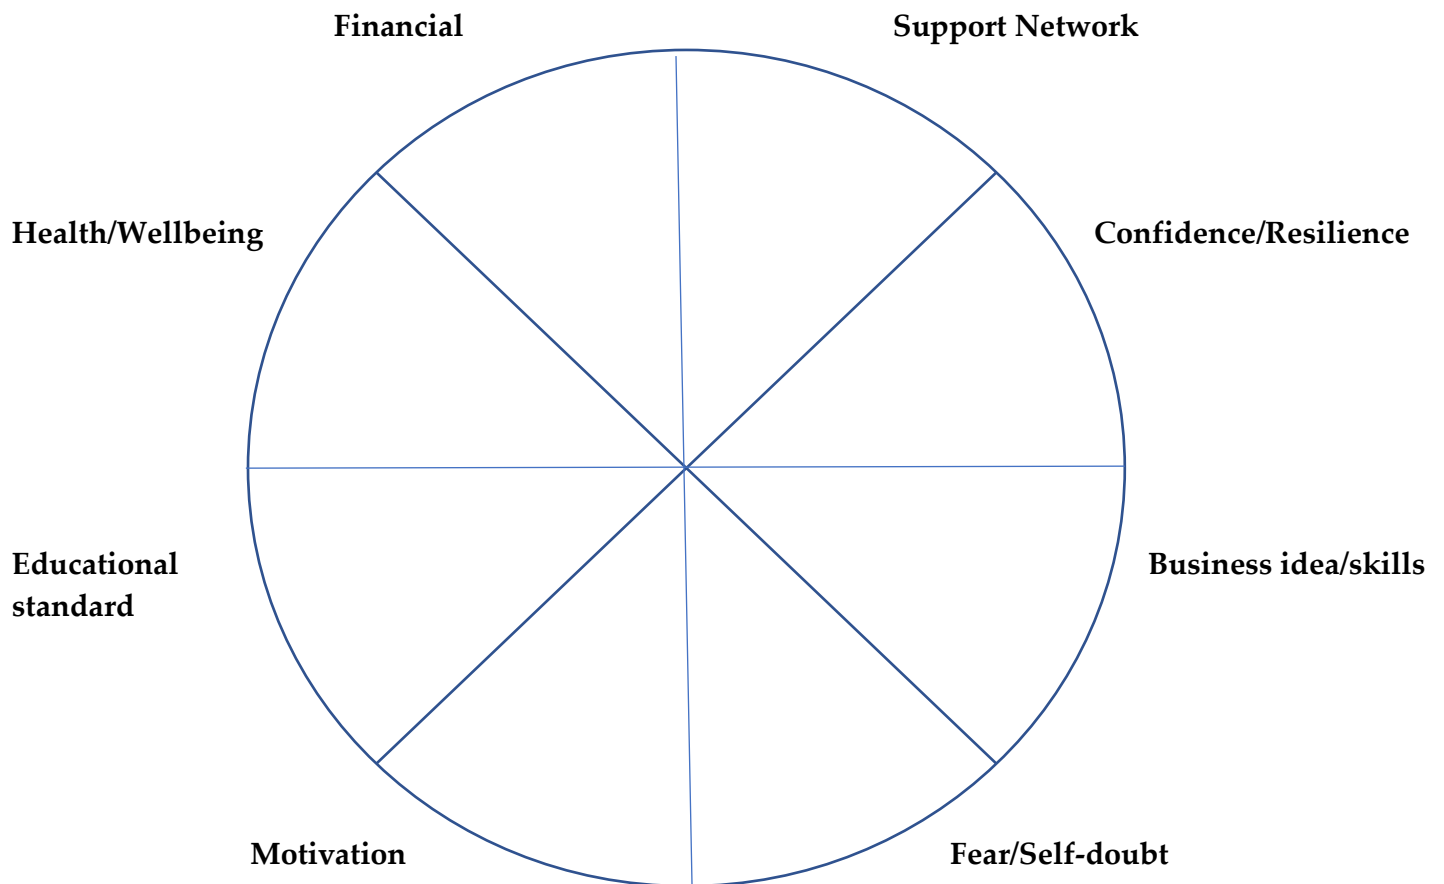 Financial
Support Network
Health/Wellbeing
Confidence/Resilience
Educational
standard
Business idea/skills
Motivation
Fear/Self-doubt